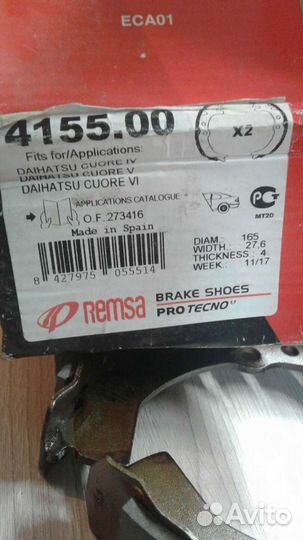 ECA01
4155.00
X2
Fits for/Applications:
DAIHATSU CUORE IV
DAIHATSU CUORE V
DAIHATSU CUORE VI
APPLICATIONS CATALOGUE
O.F. 273416
Made in Spain
PG
MT20
DIAM.: 165
WIDTH: 27,6
THICKNESS: 4
WEEK: 11/17
8 427975 055514
Remsa
BRAKE SHOES
PROTECNO
Avito